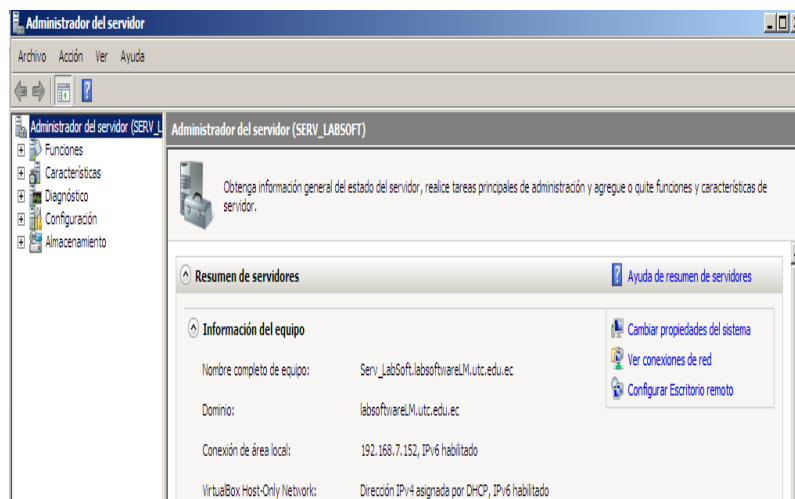 Administrador del servidor
Archivo Acción Ver Ayuda
Administrador del servidor (SERV_L
Funciones
Características
Diagnóstico
Configuración
Almacenamiento
Administrador del servidor (SERV_LABSOFT)
Obtenga información general del estado del servidor, realice tareas principales de administración y agregue o quite funciones y características de
servidor.
Resumen de servidores
Ayuda de resumen de servidores
Información del equipo
Cambiar propiedades del sistema
Ver conexiones de red
Configurar Escritorio remoto
Nombre completo de equipo: Serv_LabSoft.labsoftwareLM.utc.edu.ec
Dominio: labsoftwareLM.utc.edu.ec
Conexión de área local: 192.168.7.152, IPv6 habilitado
VirtualBox Host-Only Network: Dirección IPv4 asignada por DHCP, IPv6 habilitado